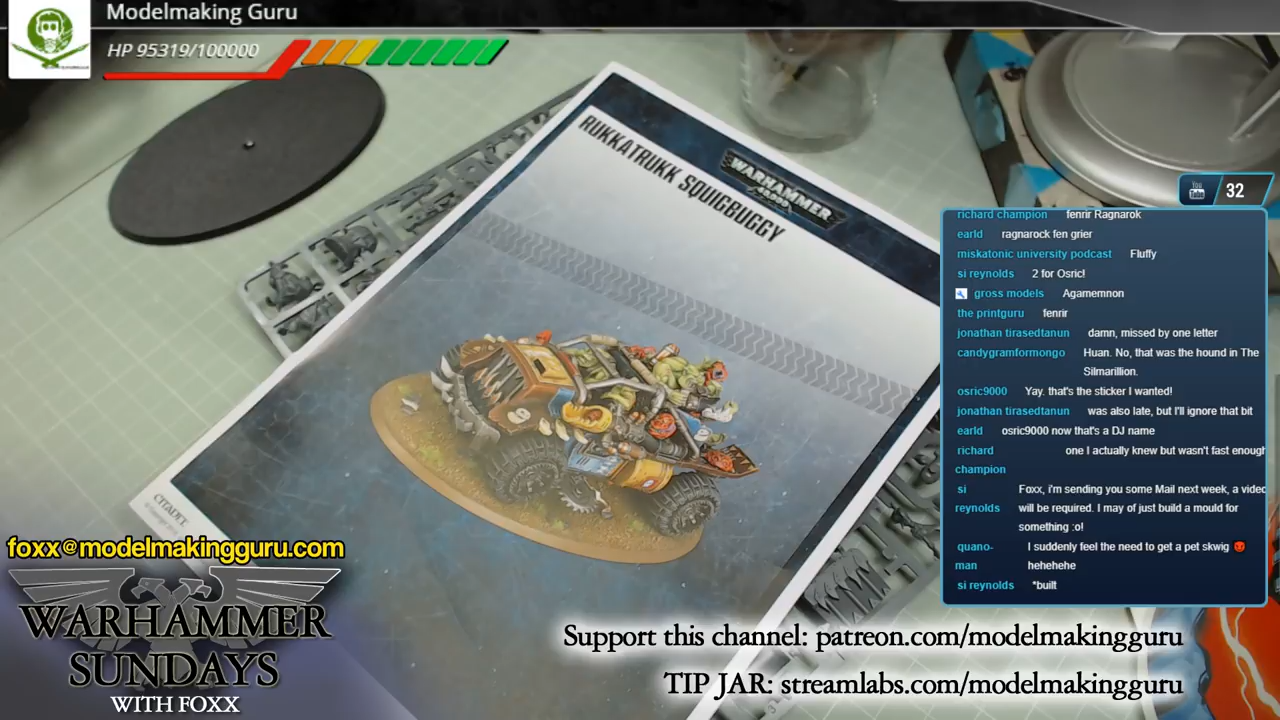 Modelmaking Guru
HP 95319/100000
RUKKATRUKK SQUIGBUGGY
WARHAMMER
40,000
CITADEL
You
Tube
32
richard champion fenrir Ragnarok
earld ragnarock fen grier
miskatonic university podcast Fluffy
si reynolds 2 for Osric!
gross models Agamemnon
the printguru fenrir
jonathan tirasedtanun damn, missed by one letter
candygramformongo Huan. No, that was the hound in The
Silmarillion.
osric9000 Yay. that's the sticker I wanted!
jonathan tirasedtanun was also late, but I'll ignore that bit
earld osric9000 now that's a DJ name
richard one I actually knew but wasn't fast enough
champion
si Foxx, i'm sending you some Mail next week, a video
reynolds will be required. I may of just build a mould for
something :o!
quano- I suddenly feel the need to get a pet skwig
man hehehehe
si reynolds *built
foxx@modelmakingguru.com
WARHAMMER
SUNDAYS
WITH FOXX
Support this channel: patreon.com/modelmakingguru
TIP JAR: streamlabs.com/modelmakingguru